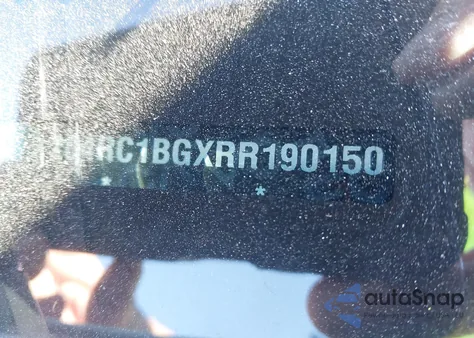 RC1BGXRR190150
* *
autoSnap